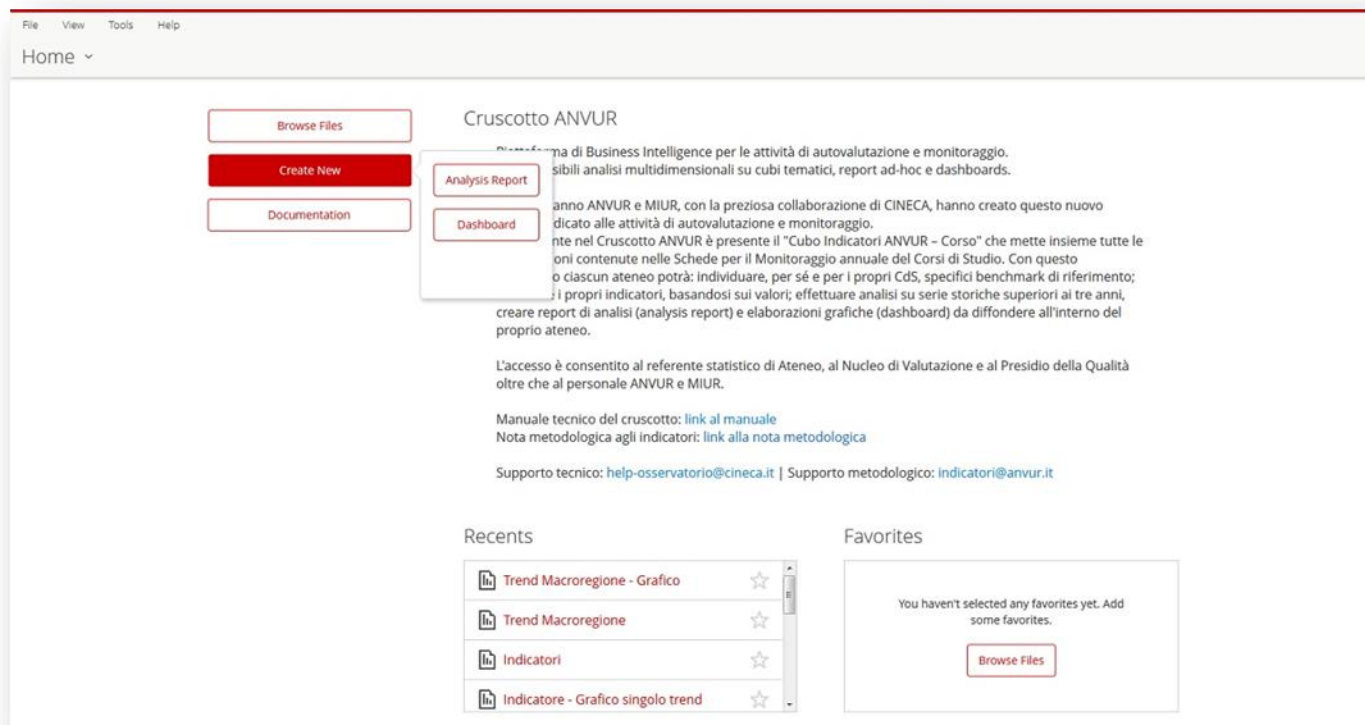 File View Tools Help
Home
Browse Files
Create New
Documentation
Analysis Report
Dashboard
Cruscotto ANVUR
ma di Business Intelligence per le attività di autovalutazione e monitoraggio.
sibili analisi multidimensionali su cubi tematici, report ad-hoc e dashboards.
anno ANVUR e MIUR, con la preziosa collaborazione di CINECA, hanno creato questo nuovo
dicato alle attività di autovalutazione e monitoraggio.
nte nel Cruscotto ANVUR è presente il "Cubo Indicatori ANVUR – Corso" che mette insieme tutte le
oni contenute nelle Schede per il Monitoraggio annuale del Corsi di Studio. Con questo
o ciascun ateneo potrà: individuare, per sé e per i propri CdS, specifici benchmark di riferimento;
i propri indicatori, basandosi sui valori; effettuare analisi su serie storiche superiori ai tre anni,
creare report di analisi (analysis report) e elaborazioni grafiche (dashboard) da diffondere all'interno del
proprio ateneo.
L'accesso è consentito al referente statistico di Ateneo, al Nucleo di Valutazione e al Presidio della Qualità
oltre che al personale ANVUR e MIUR.
Manuale tecnico del cruscotto: link al manuale
Nota metodologica agli indicatori: link alla nota metodologica
Supporto tecnico: help-osservatorio@cineca.it | Supporto metodologico: indicatori@anvur.it
Recents
Trend Macroregione - Grafico
Trend Macroregione
Indicatori
Indicatore - Grafico singolo trend
Favorites
You haven't selected any favorites yet. Add
some favorites.
Browse Files